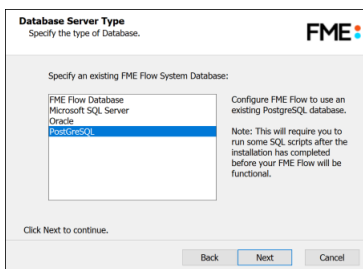 Database Server Type
Specify the type of Database.
FME
Specify an existing FME Flow System Database:
FME Flow Database
Microsoft SQL Server
Oracle
PostGreSQL
Configure FME Flow to use an
existing PostgreSQL database.
Note: This will require you to
run some SQL scripts after the
installation has completed
before your FME Flow will be
functional.
Click Next to continue.
Back
Next
Cancel